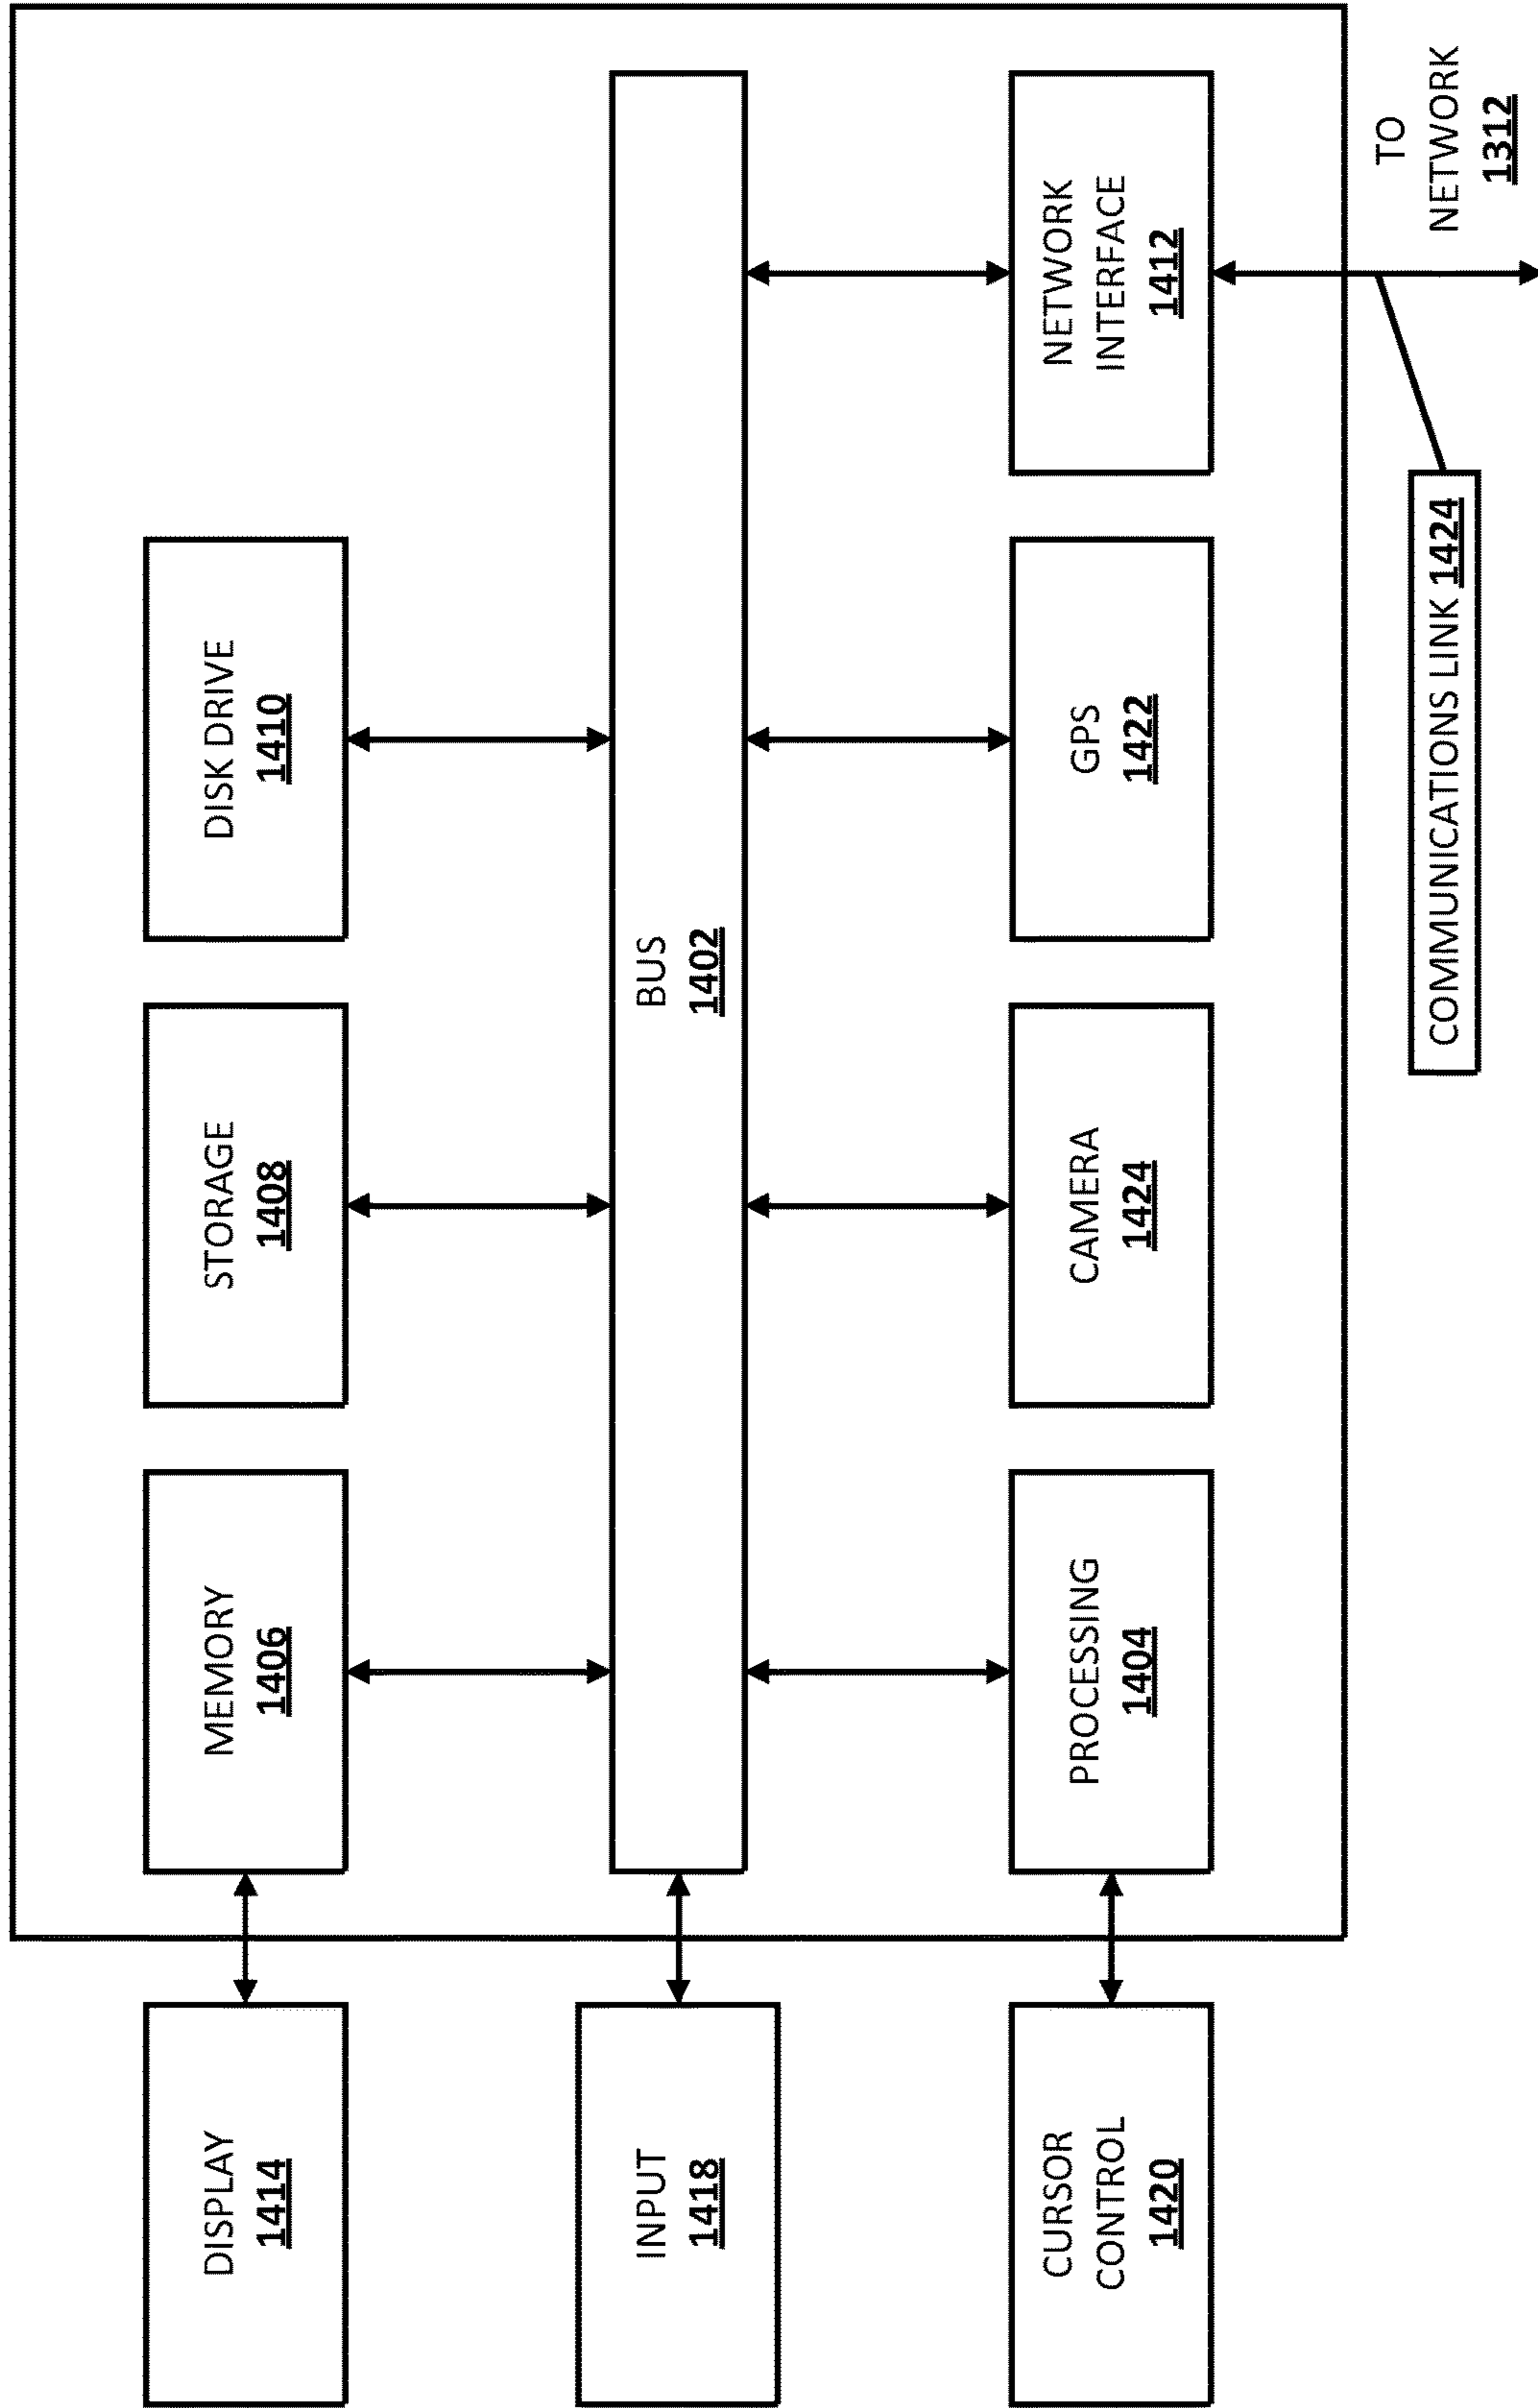 DISPLAY
1414
MEMORY
1406
STORAGE
1408
DISK DRIVE
1410
INPUT
1418
BUS
1402
CURSOR
CONTROL
1420
PROCESSING
1404
CAMERA
1424
GPS
1422
NETWORK
INTERFACE
1412
COMMUNICATIONS LINK 1424
TO
NETWORK
1312